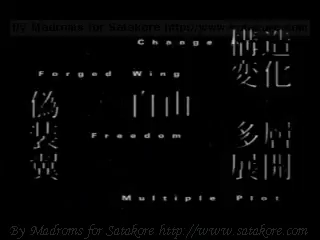 By Madroms for Satakore http://www.satakore.com
Change
構造
変化
Forged Wing
偽装翼
自由
Freedom
多層
展開
Multiple Plot
By Madroms for Satakore http://www.satakore.com